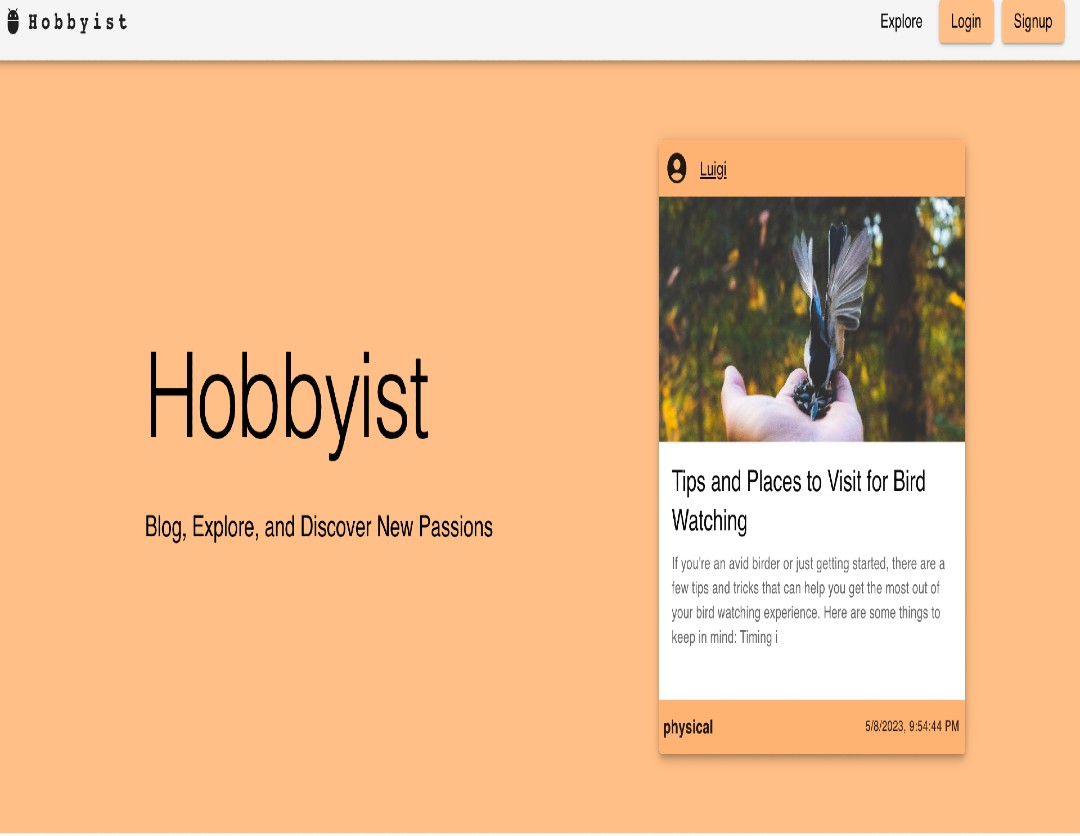 Hobbyist
Explore
Login
Signup
Luigi
Hobbyist
Blog, Explore, and Discover New Passions
Tips and Places to Visit for Bird
Watching
If you're an avid birder or just getting started, there are a
few tips and tricks that can help you get the most out of
your bird watching experience. Here are some things to
keep in mind: Timing i
physical
5/8/2023, 9:54:44 PM